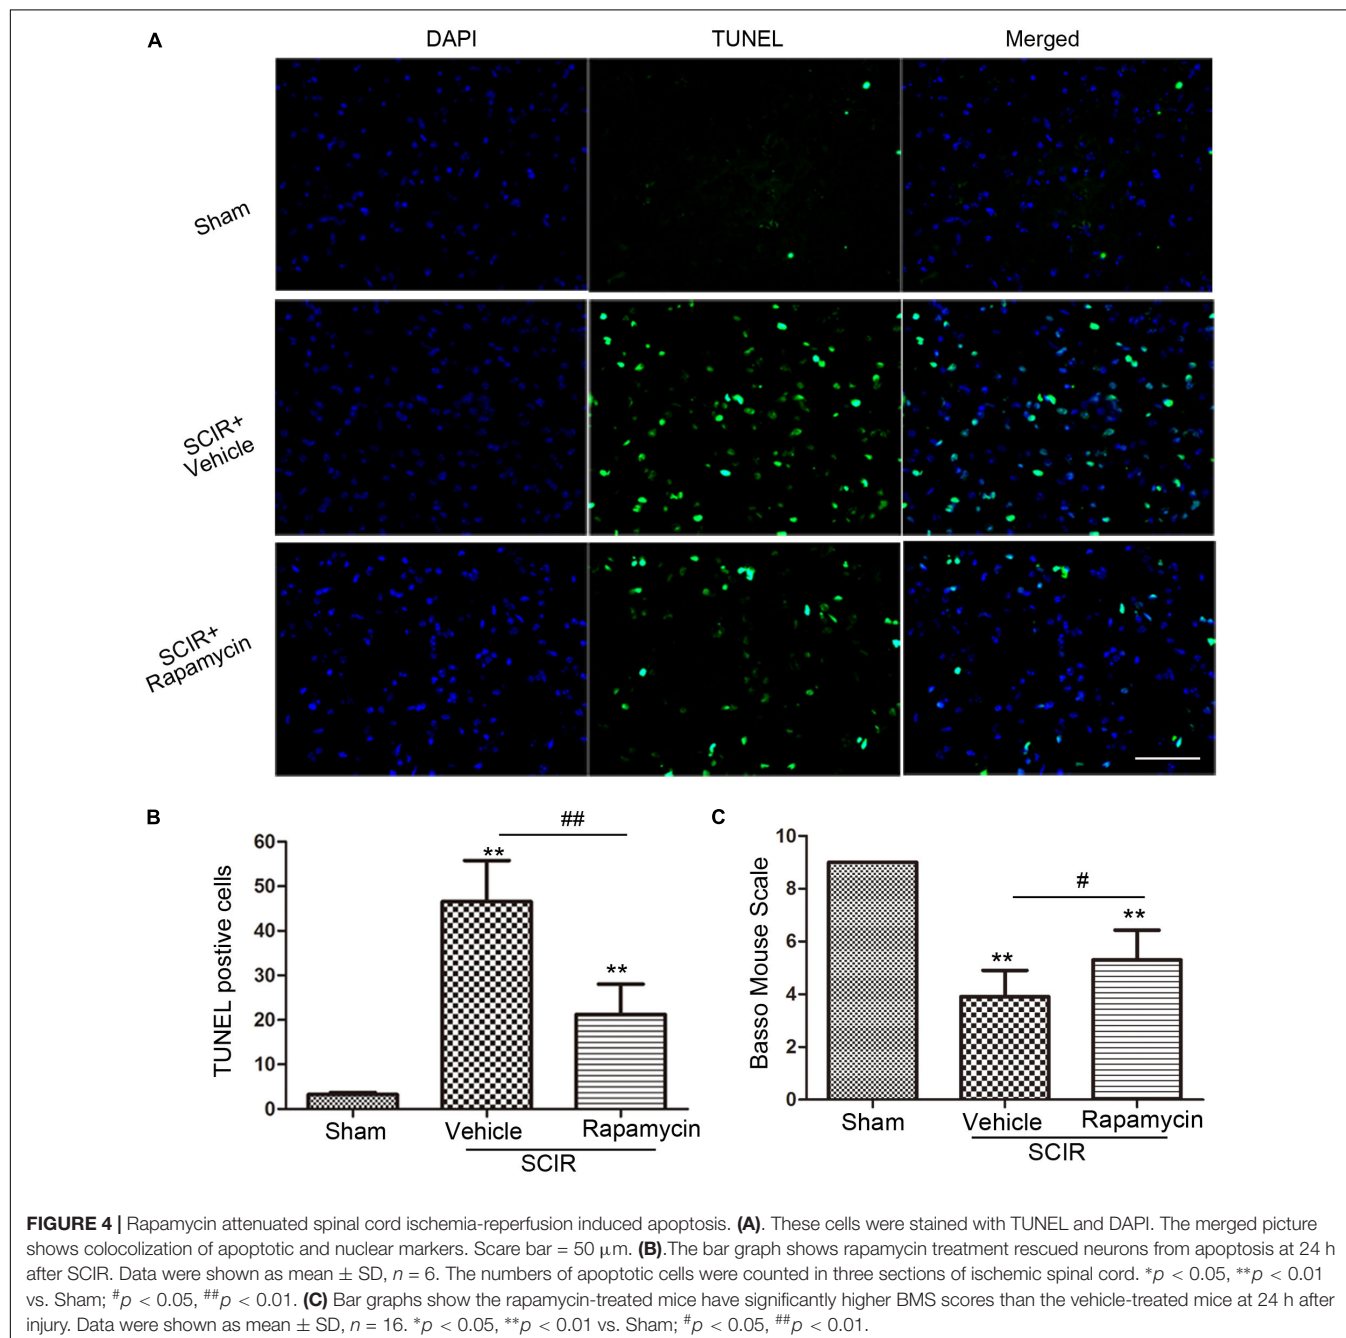 A
DAPI
TUNEL
Merged
Sham
SCIR+
Vehicle
SCIR+
Rapamycin
B
##
60
50
40
30
20
10
0
TUNEL postive cells
**
**
Sham
Vehicle
Rapamycin
SCIR
C
10
8
6
4
2
0
Basso Mouse Scale
#
**
**
Sham
Vehicle
Rapamycin
SCIR
FIGURE 4 | Rapamycin attenuated spinal cord ischemia-reperfusion induced apoptosis. (A). These cells were stained with TUNEL and DAPI. The merged picture
shows colocolization of apoptotic and nuclear markers. Scare bar = 50 μm. (B).The bar graph shows rapamycin treatment rescued neurons from apoptosis at 24 h
after SCIR. Data were shown as mean ± SD, n = 6. The numbers of apoptotic cells were counted in three sections of ischemic spinal cord. *p < 0.05, **p < 0.01
vs. Sham; #p < 0.05, ##p < 0.01. (C) Bar graphs show the rapamycin-treated mice have significantly higher BMS scores than the vehicle-treated mice at 24 h after
injury. Data were shown as mean ± SD, n = 16. *p < 0.05, **p < 0.01 vs. Sham; #p < 0.05, ##p < 0.01.